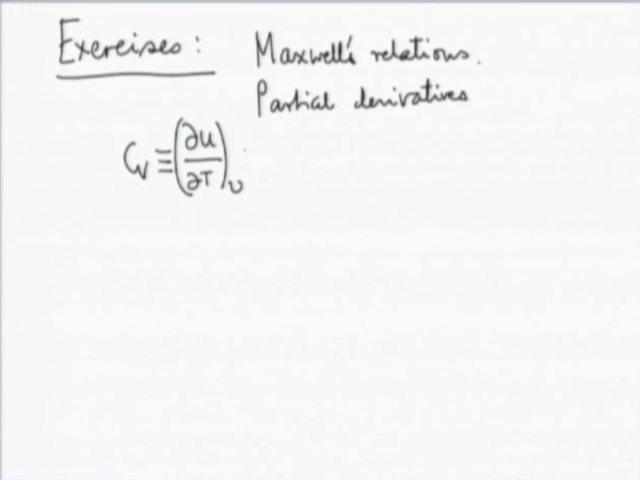 Exercises : Maxwell's relations.
Partial derivatives
C_V ≡ (∂u/∂T)_v